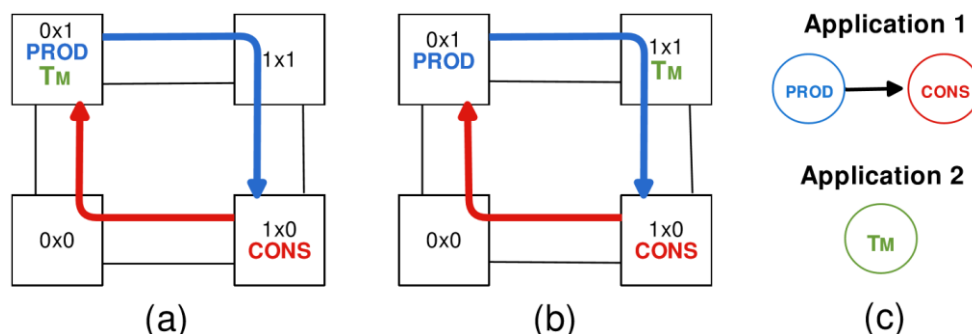 0x1
PROD
TM
1x1
0x0
1x0
CONS
(a)
0x1
PROD
1x1
TM
0x0
1x0
CONS
(b)
Application 1
PROD
CONS
Application 2
TM
(c)